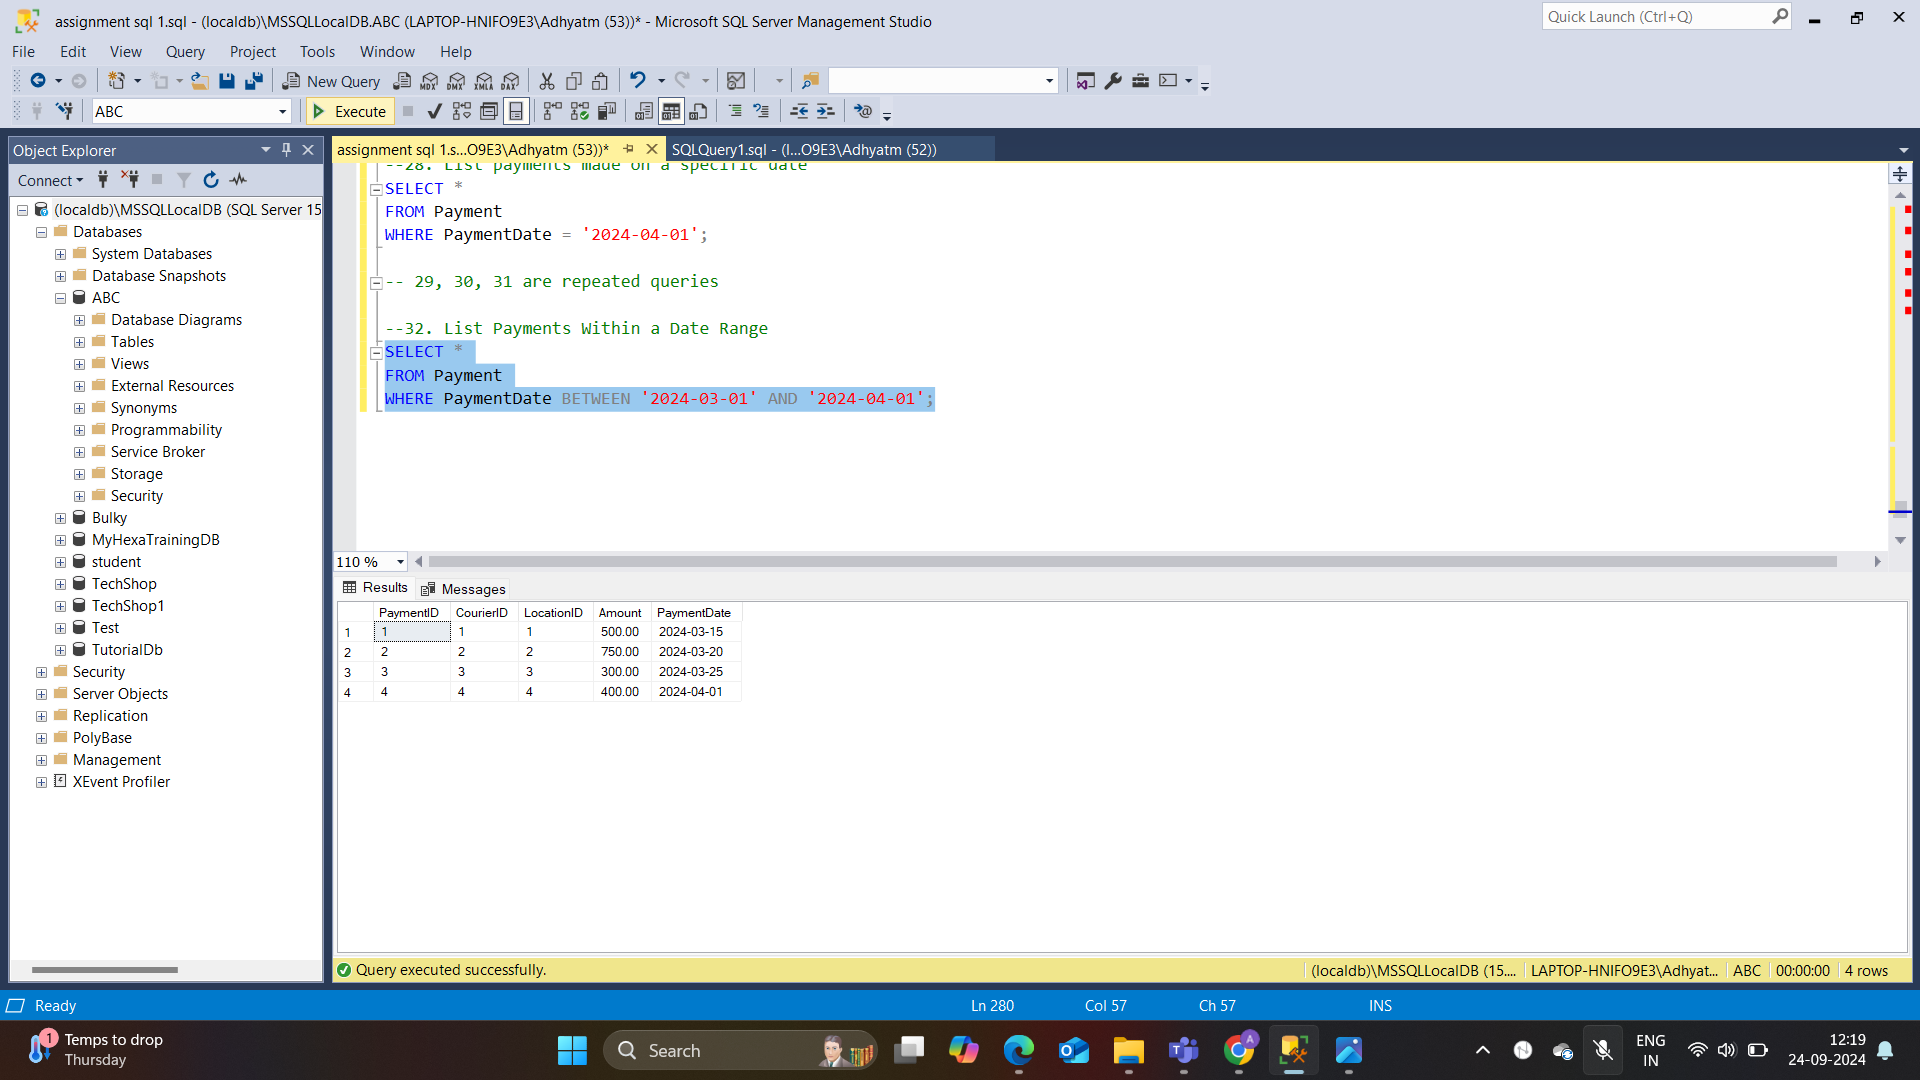 assignment sql 1.sql - (localdb)\MSSQLLocalDB.ABC (LAPTOP-HNIFO9E3\Adhyatm (53))* - Microsoft SQL Server Management Studio
Quick Launch (Ctrl+Q)
File Edit View Query Project Tools Window Help
New Query MDX DMX XMLA DAX
ABC Execute
Object Explorer
assignment sql 1.s...O9E3\Adhyatm (53))*
SQLQuery1.sql - (l...O9E3\Adhyatm (52))
Connect
(localdb)\MSSQLLocalDB (SQL Server 15
Databases
System Databases
Database Snapshots
ABC
Database Diagrams
Tables
Views
External Resources
Synonyms
Programmability
Service Broker
Storage
Security
Bulky
MyHexaTrainingDB
student
TechShop
TechShop1
Test
TutorialDb
Security
Server Objects
Replication
PolyBase
Management
XEvent Profiler
--28. List payments made on a specific date
SELECT *
FROM Payment
WHERE PaymentDate = '2024-04-01';
-- 29, 30, 31 are repeated queries
--32. List Payments Within a Date Range
SELECT *
FROM Payment
WHERE PaymentDate BETWEEN '2024-03-01' AND '2024-04-01';
110 %
Results Messages
PaymentID CourierID LocationID Amount PaymentDate
1 1 1 1 500.00 2024-03-15
2 2 2 2 750.00 2024-03-20
3 3 3 3 300.00 2024-03-25
4 4 4 4 400.00 2024-04-01
Query executed successfully.
(localdb)\MSSQLLocalDB (15.... LAPTOP-HNIFO9E3\Adhyat... ABC 00:00:00 4 rows
Ready Ln 280 Col 57 Ch 57 INS
1
Temps to drop
Thursday
Search
A
ENG
IN
12:19
24-09-2024